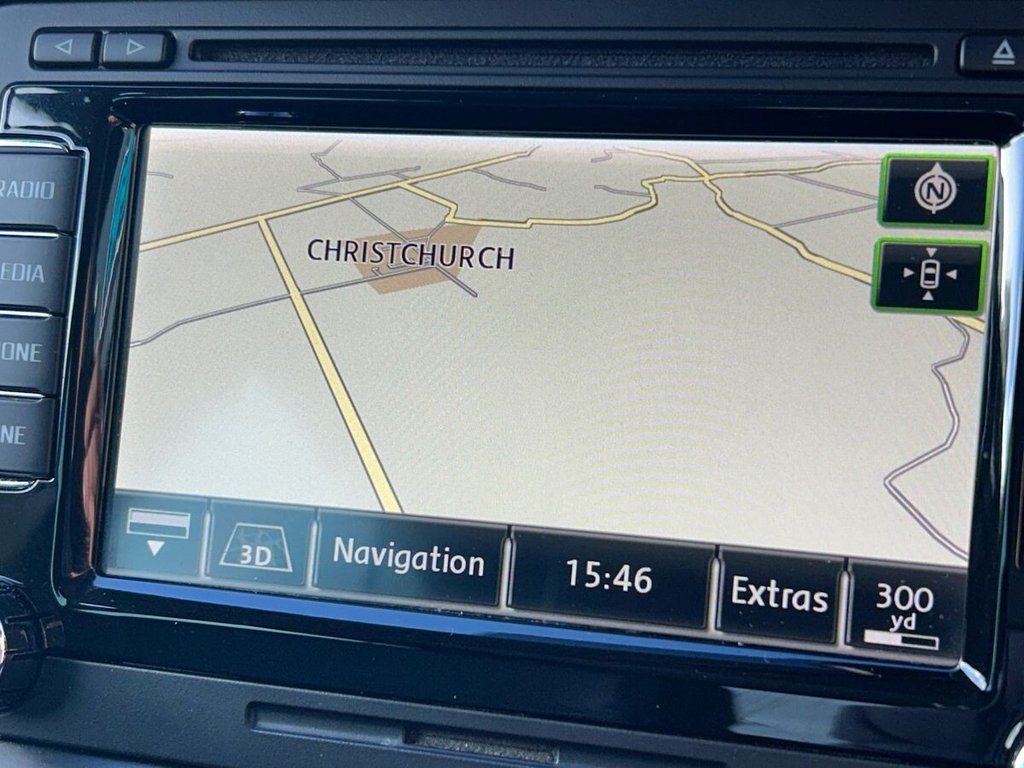 RADIO
EDIA
ONE
NE
N
CHRISTCHURCH
3D
Navigation
15:46
Extras
300
yd